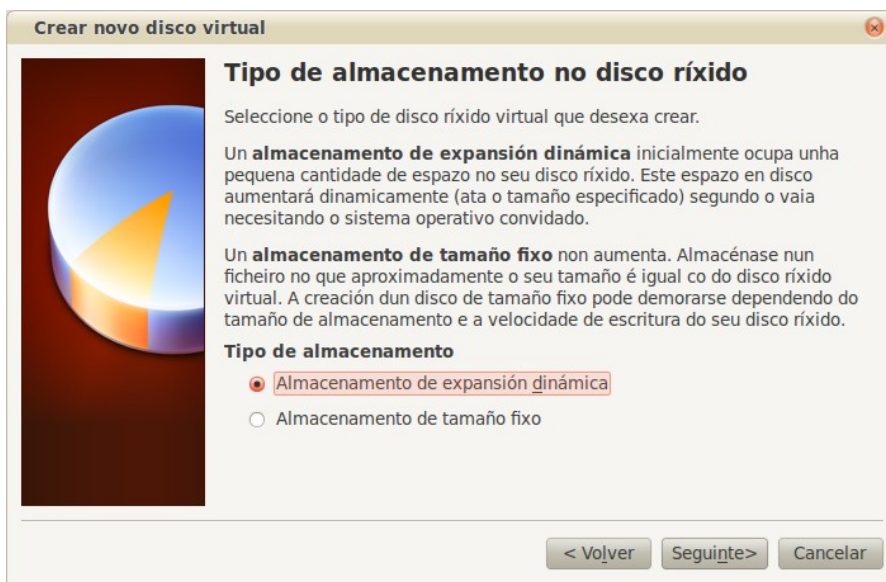 Crear novo disco virtual
Tipo de almacenamento no disco ríxido
Seleccione o tipo de disco ríxido virtual que desexa crear.
Un almacenamento de expansión dinámica inicialmente ocupa unha
pequena cantidade de espazo no seu disco ríxido. Este espazo en disco
aumentará dinamicamente (ata o tamaño especificado) segundo o vaia
necesitando o sistema operativo convidado.
Un almacenamento de tamaño fixo non aumenta. Almacénase nun
ficheiro no que aproximadamente o seu tamaño é igual co do disco ríxido
virtual. A creación dun disco de tamaño fixo pode demorarse dependendo do
tamaño de almacenamento e a velocidade de escritura do seu disco ríxido.
Tipo de almacenamento
Almacenamento de expansión dinámica
Almacenamento de tamaño fixo
< Volver Seguinte> Cancelar